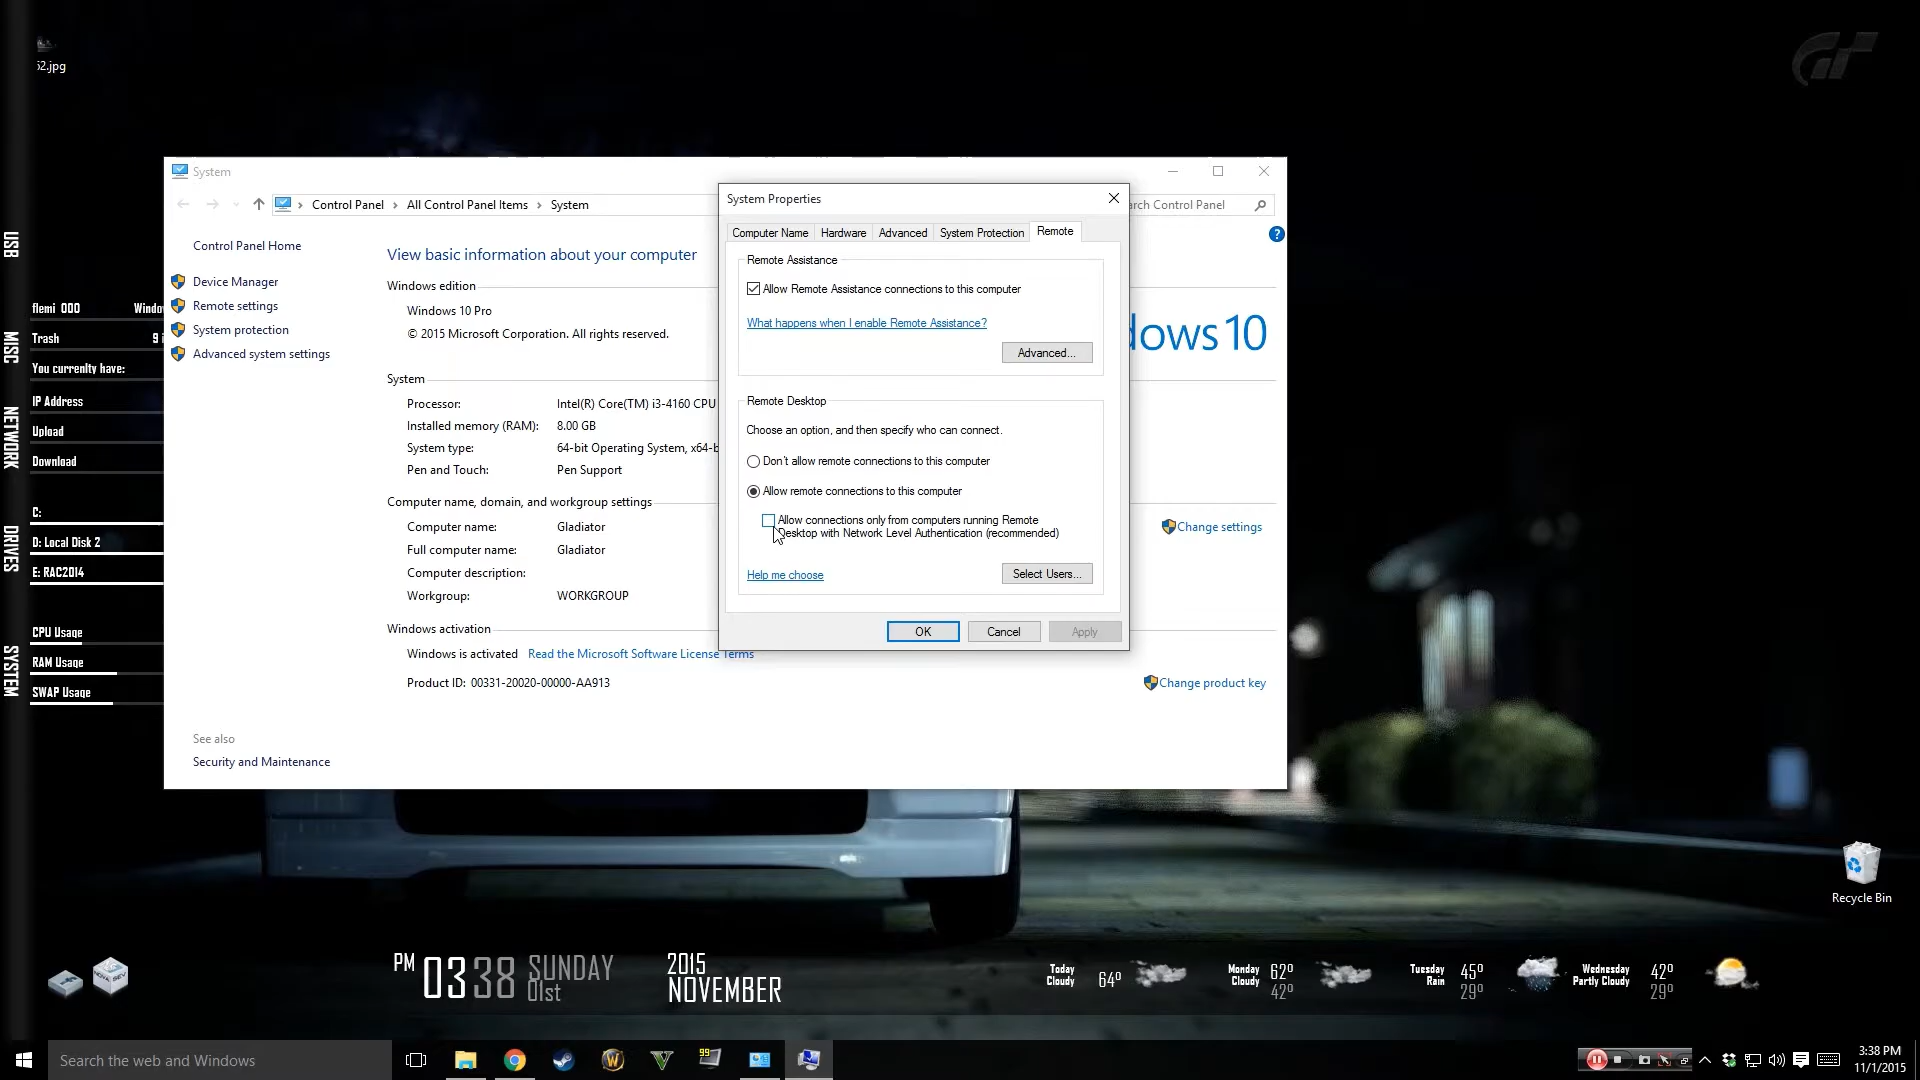 52.jpg
System
Control Panel > All Control Panel Items > System
arch Control Panel
Control Panel Home
Device Manager
Remote settings
System protection
Advanced system settings
See also
Security and Maintenance
View basic information about your computer
Windows edition
Windows 10 Pro
© 2015 Microsoft Corporation. All rights reserved.
dows 10
System
Processor: Intel(R) Core(TM) i3-4160 CPU
Installed memory (RAM): 8.00 GB
System type: 64-bit Operating System, x64-b
Pen and Touch: Pen Support
Computer name, domain, and workgroup settings
Computer name: Gladiator
Full computer name: Gladiator
Computer description:
Workgroup: WORKGROUP
Change settings
Windows activation
Windows is activated Read the Microsoft Software License Terms
Product ID: 00331-20020-00000-AA913
Change product key
System Properties
Computer Name Hardware Advanced System Protection Remote
Remote Assistance
Allow Remote Assistance connections to this computer
What happens when I enable Remote Assistance?
Advanced...
Remote Desktop
Choose an option, and then specify who can connect.
Don't allow remote connections to this computer
Allow remote connections to this computer
Allow connections only from computers running Remote
Desktop with Network Level Authentication (recommended)
Help me choose
Select Users...
OK Cancel Apply
USB
MISC
NETWORK
DRIVES
SYSTEM
flemi_000 Windo
Trash 9 i
You currenlty have:
IP Address
Upload
Download
C:
D: Local Disk 2
E: RAC2014
CPU Usage
RAM Usage
SWAP Usage
Recycle Bin
PM 03 38 SUNDAY 01st
2015 NOVEMBER
Today Cloudy 64°
Monday Cloudy 62° 42°
Tuesday Rain 45° 29°
Wednesday Partly Cloudy 42° 29°
Search the web and Windows
99
3:38 PM
11/1/2015